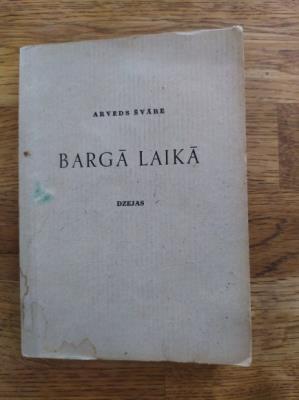 ARVEDS ŠVĀBE
BARGĀ LAIKĀ
DZEJAS